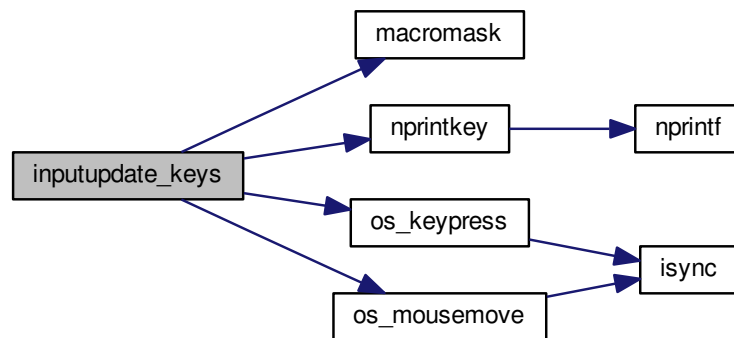 macromask
nprintkey
nprintf
inputupdate_keys
os_keypress
isync
os_mousemove